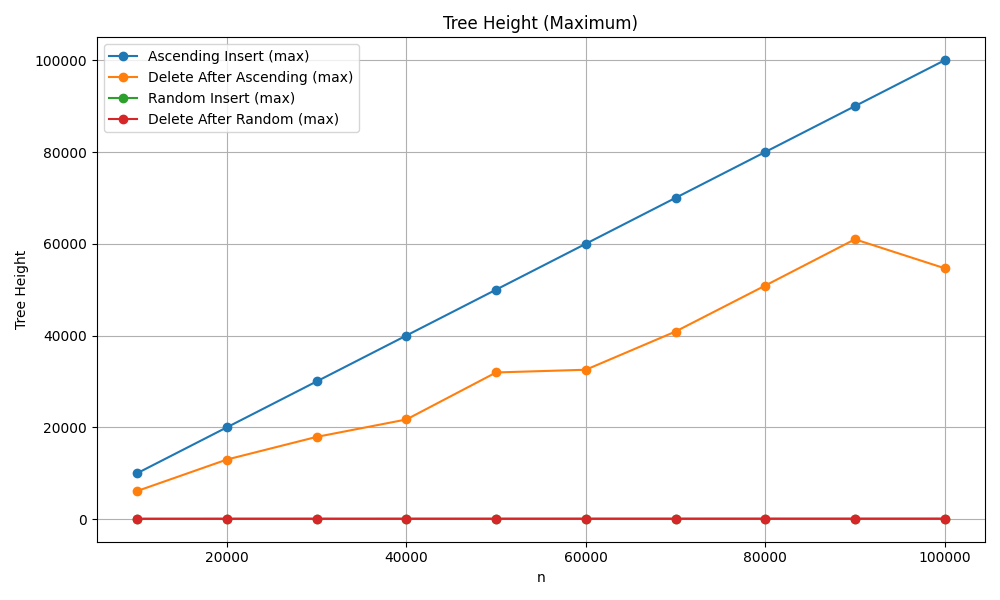 Tree Height (Maximum)
Ascending Insert (max)
Delete After Ascending (max)
Random Insert (max)
Delete After Random (max)
Tree Height
100000
80000
60000
40000
20000
0
20000 40000 60000 80000 100000
n